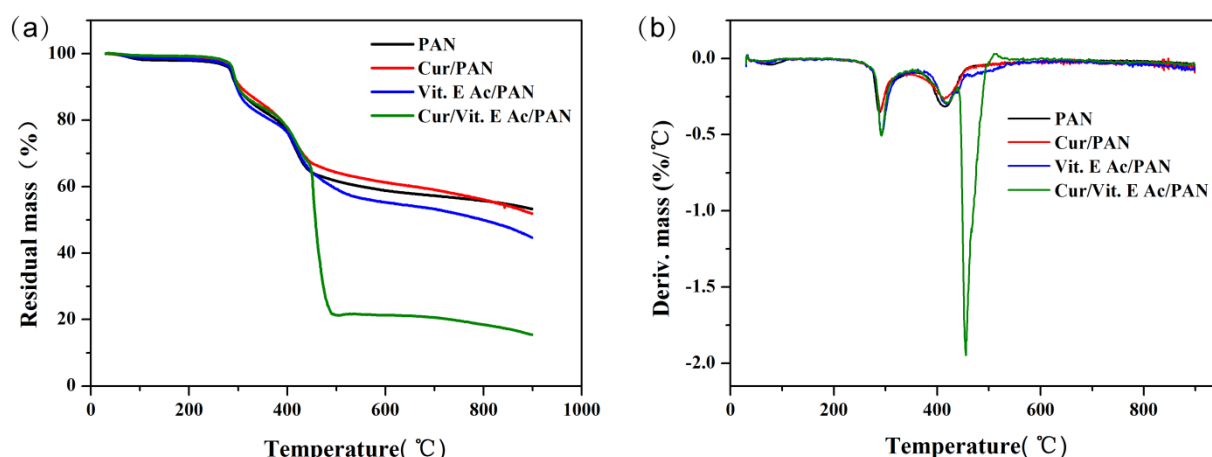 (a)
PAN
Cur/PAN
Vit. E Ac/PAN
Cur/Vit. E Ac/PAN
Residual mass (%)
100
80
60
40
20
0
0 200 400 600 800 1000
Temperature( ℃)
(b)
PAN
Cur/PAN
Vit. E Ac/PAN
Cur/Vit. E Ac/PAN
Deriv. mass (%/℃)
0.0
-0.5
-1.0
-1.5
-2.0
0 200 400 600 800
Temperature( ℃)